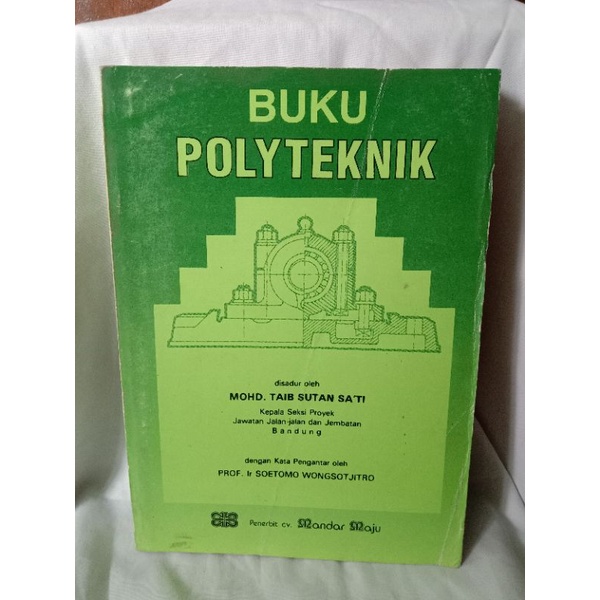 BUKU
POLYTEKNIK
disadur oleh
MOHD. TAIB SUTAN SA'TI
Kepala Seksi Proyek
Jawatan Jalan-jalan dan Jembatan
Bandung
dengan Kata Pengantar oleh
PROF. Ir SOETOMO WONGSOTJITRO
Penerbit cv. Mandar Maju